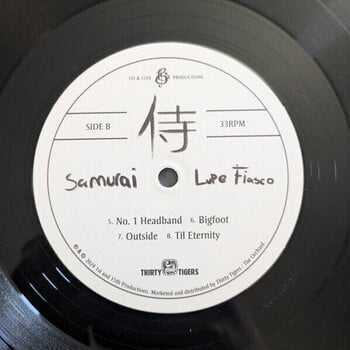 1ST & 15TH PRODUCTIONS
SIDE B 侍 33RPM
Samurai Lupe Fiasco
5. No. 1 Headband 6. Bigfoot
7. Outside 8. Til Eternity
THIRTY TIGERS
℗ & © 2024 1st and 15th Productions. Marketed and distributed by Thirty Tigers - The Orchard.